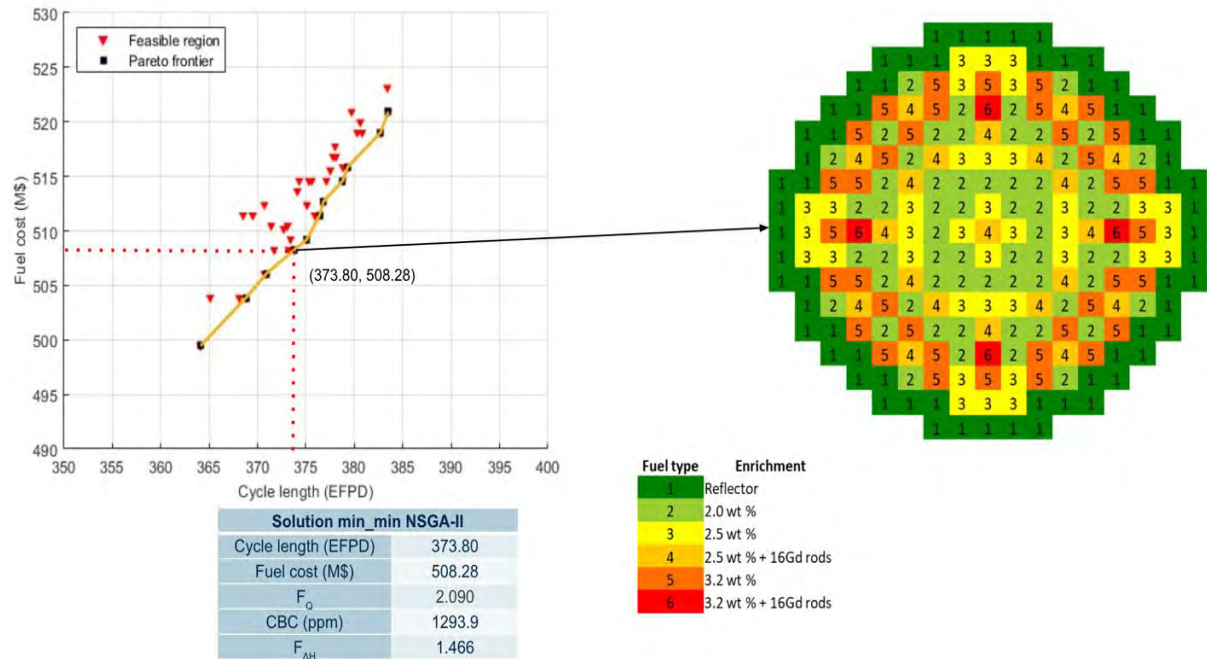 530
525
520
515
510
505
500
495
490
Fuel cost (M$)
Feasible region
Pareto frontier
(373.80, 508.28)
350 355 360 365 370 375 380 385 390 395 400
Cycle length (EFPD)
Solution min_min NSGA-II
Cycle length (EFPD) 373.80
Fuel cost (M$) 508.28
F_Q 2.090
CBC (ppm) 1293.9
F_ΔH 1.466
1 1 1 1 1
1 1 1 3 3 3 1 1 1
1 1 2 5 3 5 3 5 2 1 1
1 1 5 4 5 2 6 2 5 4 5 1 1
1 1 5 2 5 2 2 4 2 2 5 2 5 1 1
1 2 4 5 2 4 3 3 3 4 2 5 4 2 1
1 1 5 5 2 4 2 2 2 2 2 4 2 5 5 1 1
1 3 3 2 2 3 2 2 3 2 2 3 2 2 3 3 1
1 3 5 6 4 3 2 3 4 3 2 3 4 6 5 3 1
1 3 3 2 2 3 2 2 3 2 2 3 2 2 3 3 1
1 1 5 5 2 4 2 2 2 2 2 4 2 5 5 1 1
1 2 4 5 2 4 3 3 3 4 2 5 4 2 1
1 1 5 2 5 2 2 4 2 2 5 2 5 1 1
1 1 5 4 5 2 6 2 5 4 5 1 1
1 1 2 5 3 5 3 5 2 1 1
1 1 1 3 3 3 1 1 1
1 1 1 1 1
Fuel type Enrichment
1 Reflector
2 2.0 wt %
3 2.5 wt %
4 2.5 wt % + 16Gd rods
5 3.2 wt %
6 3.2 wt % + 16Gd rods